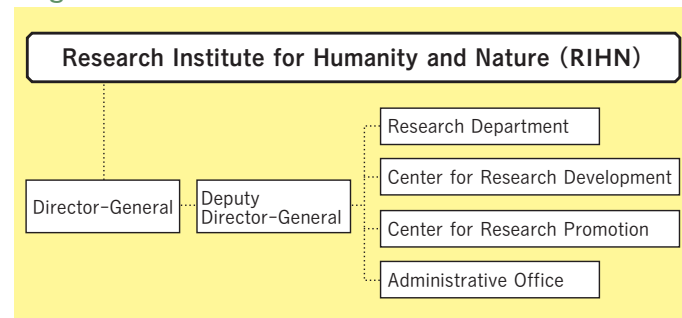 Research Institute for Humanity and Nature (RIHN)
Research Department
Center for Research Development
Director-General
Deputy
Director-General
Center for Research Promotion
Administrative Office